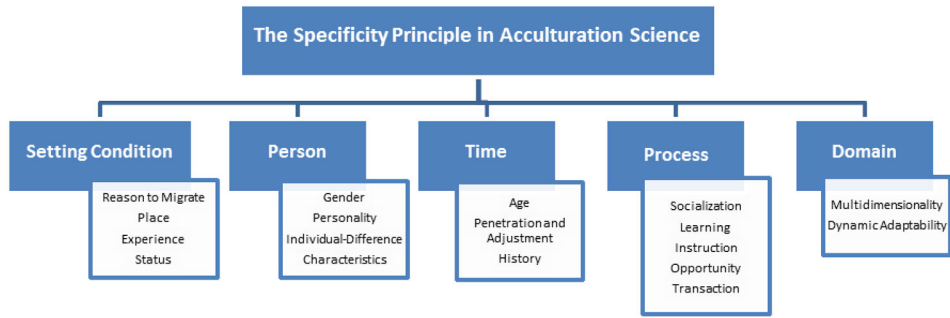 The Specificity Principle in Acculturation Science
Setting Condition
Reason to Migrate
Place
Experience
Status
Person
Gender
Personality
Individual-Difference
Characteristics
Time
Age
Penetration and
Adjustment
History
Process
Socialization
Learning
Instruction
Opportunity
Transaction
Domain
Multidimensionality
Dynamic Adaptability